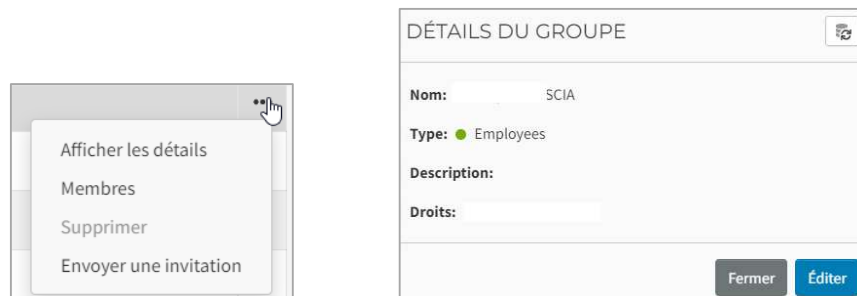 Afficher les détails
Membres
Supprimer
Envoyer une invitation
DÉTAILS DU GROUPE
Nom: SCIA
Type: Employees
Description:
Droits:
Fermer Éditer